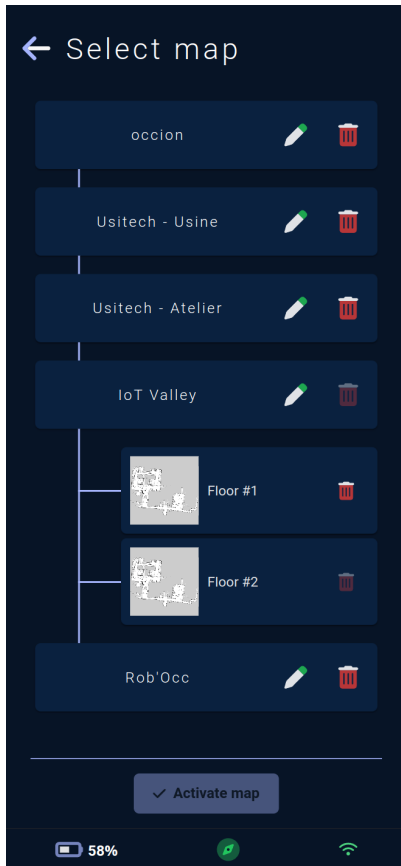 Select map
occion
Usitech - Usine
Usitech - Atelier
IoT Valley
Floor #1
Floor #2
Rob'Occ
Activate map
58%